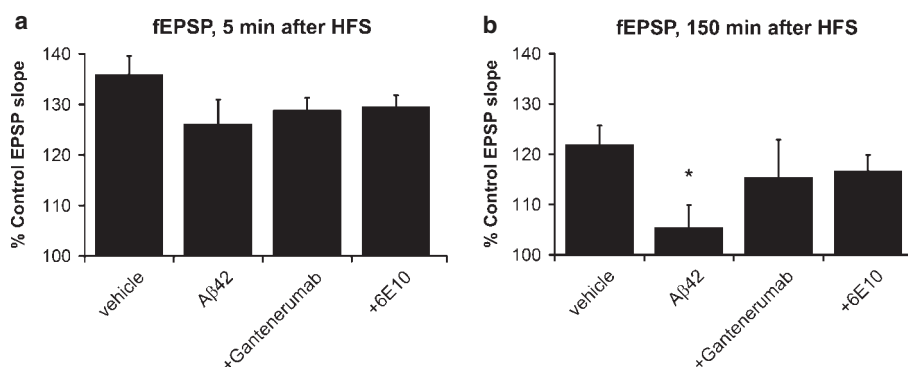 a
fEPSP, 5 min after HFS
% Control EPSP slope
140
130
120
110
100
vehicle
Aβ42
+Gantenerumab
+6E10
b
fEPSP, 150 min after HFS
% Control EPSP slope
140
130
120
110
100
*
vehicle
Aβ42
+Gantenerumab
+6E10